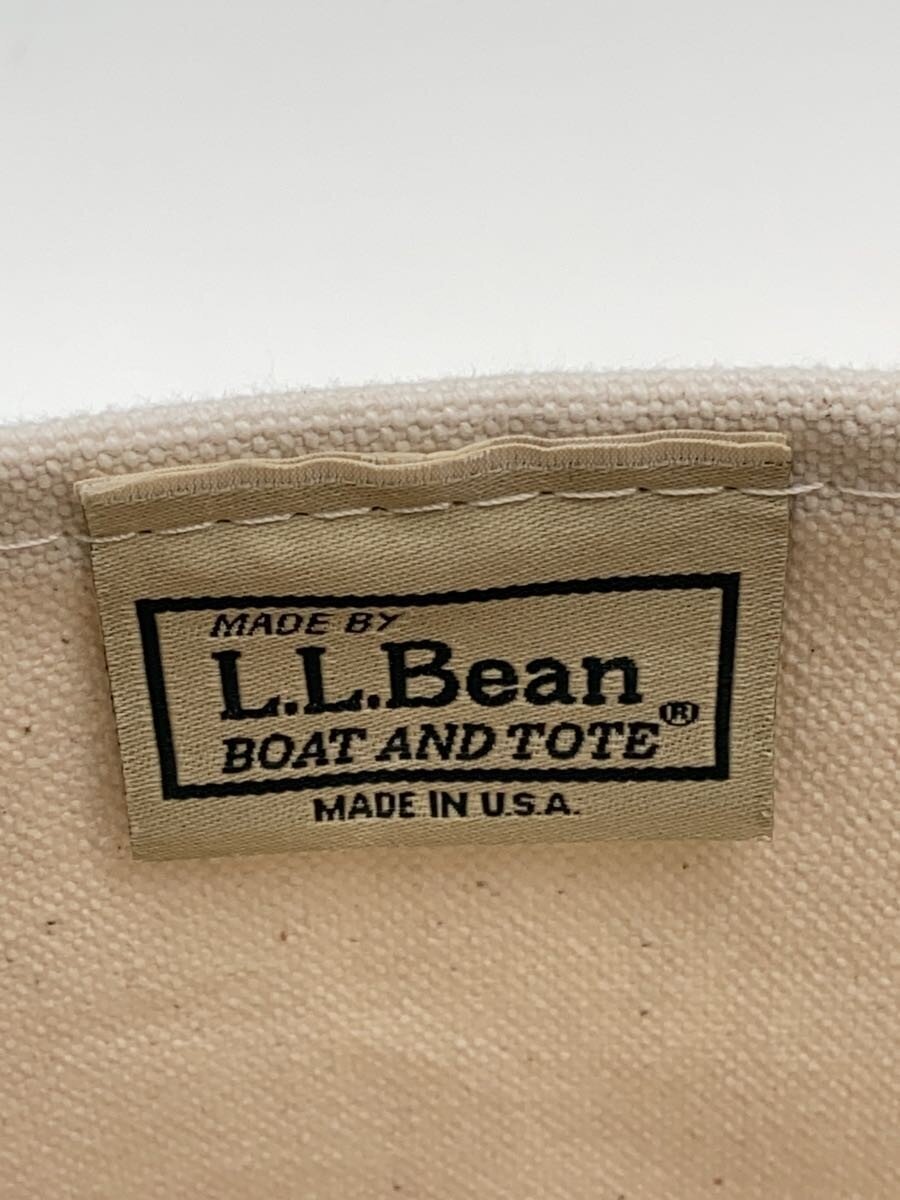 MADE BY
L.L.Bean
BOAT AND TOTE®
MADE IN U.S.A.